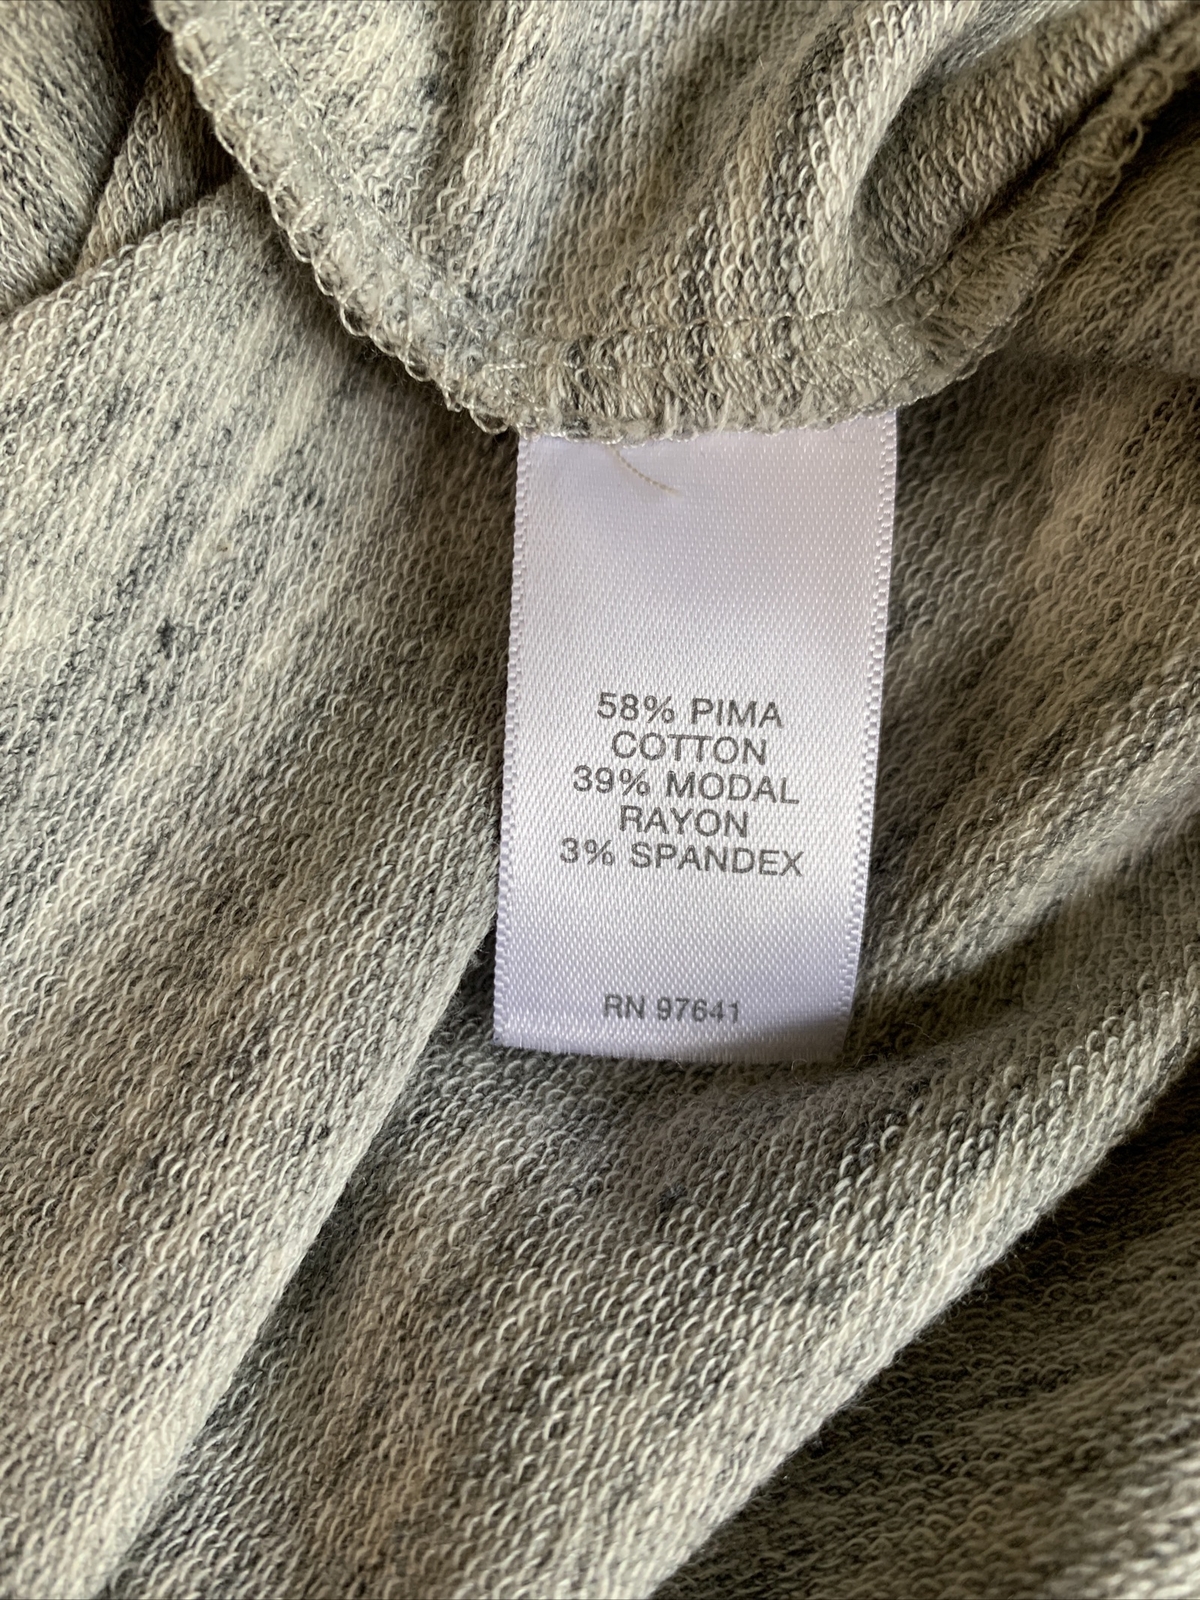 58% PIMA
COTTON
39% MODAL
RAYON
3% SPANDEX
RN 97641